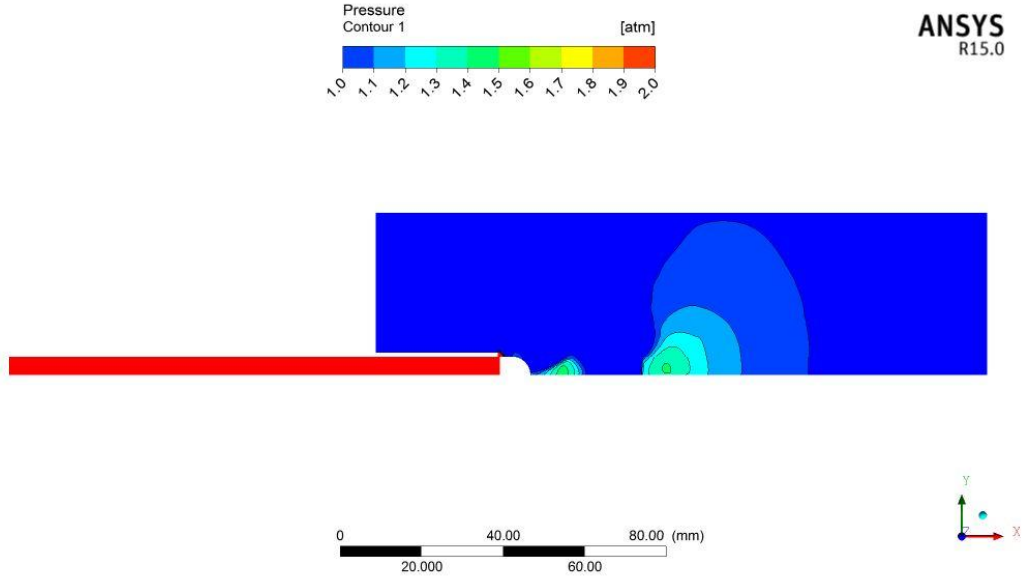 Pressure
Contour 1 [atm]
1.0 1.1 1.2 1.3 1.4 1.5 1.6 1.7 1.8 1.9 2.0
ANSYS
R15.0
Y
Z X
0 40.00 80.00 (mm)
20.000 60.00